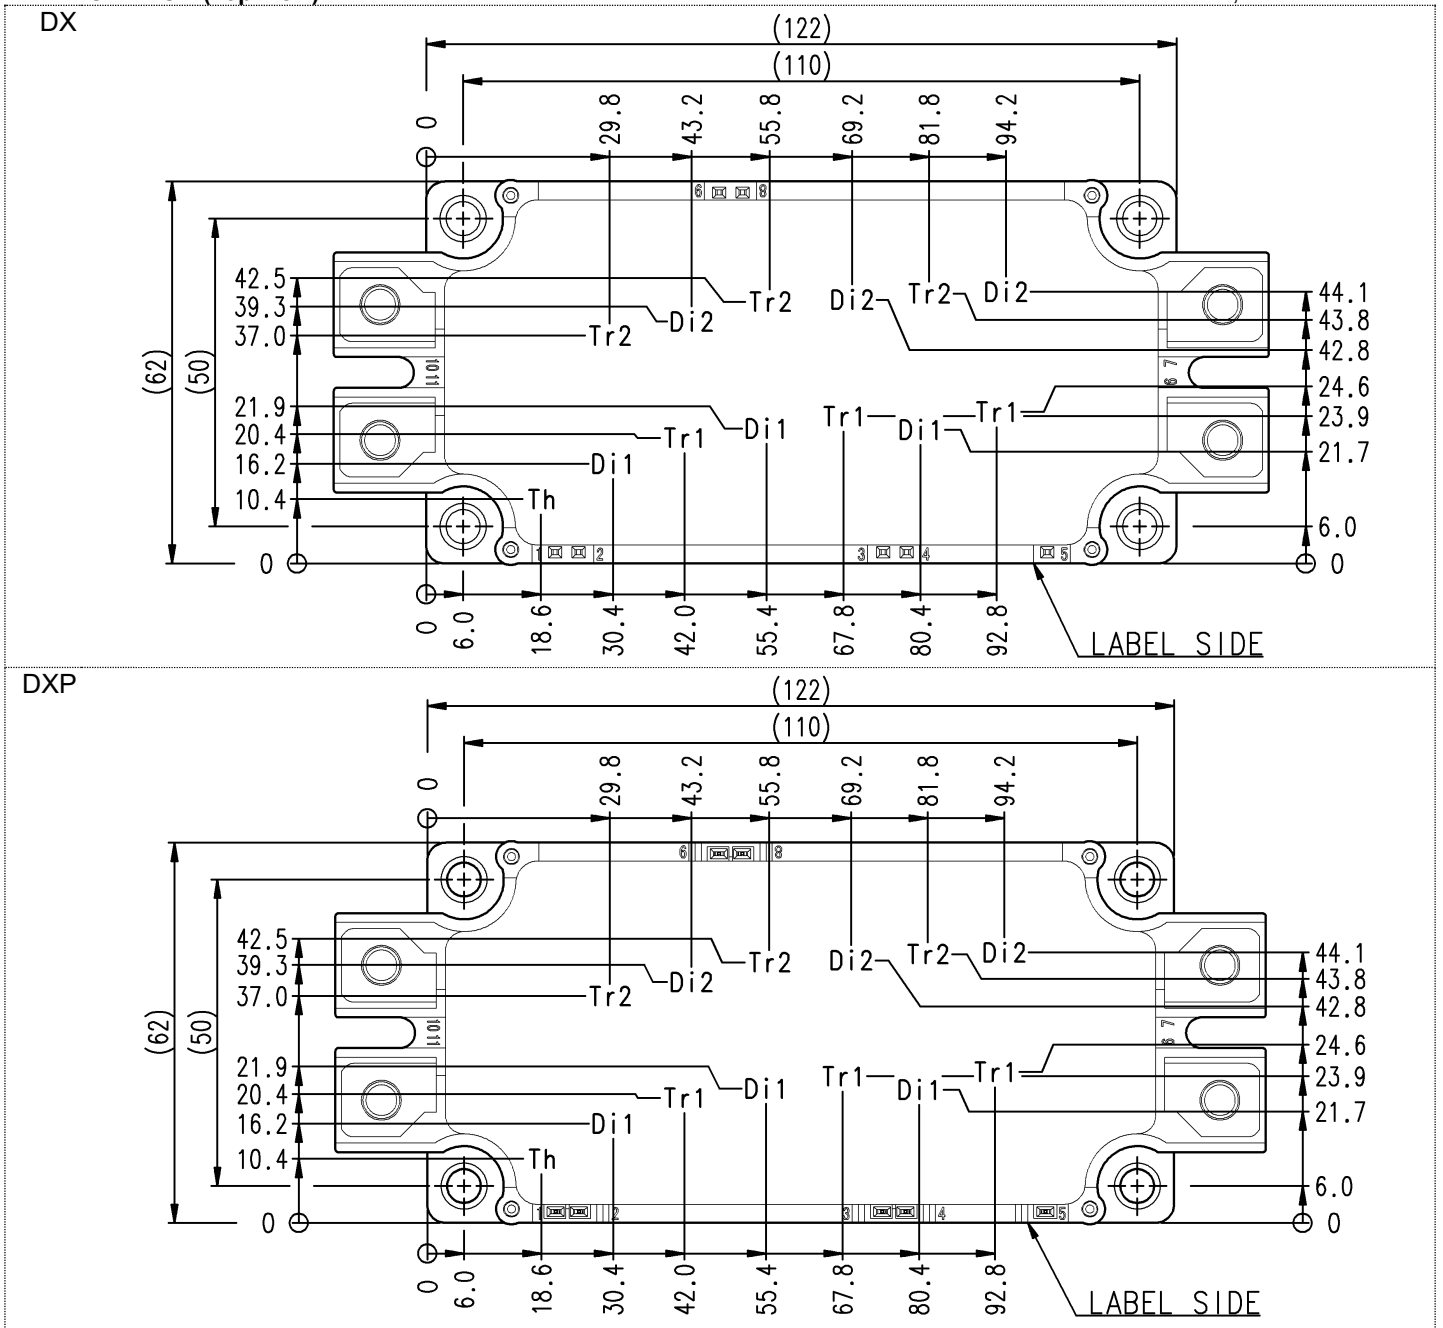 DX
(122)
(110)
0 29.8 43.2 55.8 69.2 81.8 94.2
6 8
42.5 Tr2 Di2 Tr2 Di2 44.1
39.3 Di2 43.8
37.0 Tr2 42.8
(62) (50) 10 11 7 9
21.9 Di1 Tr1 Tr1 24.6
20.4 Tr1 Di1 23.9
16.2 Di1 21.7
10.4 Th 6.0
1 2 3 4 5
0 0
0 6.0 18.6 30.4 42.0 55.4 67.8 80.4 92.8
LABEL SIDE
DXP
(122)
(110)
0 29.8 43.2 55.8 69.2 81.8 94.2
6 8
42.5 Tr2 Di2 Tr2 Di2 44.1
39.3 Di2 43.8
37.0 Tr2 42.8
(62) (50) 10 11 7 9
21.9 Di1 Tr1 Tr1 24.6
20.4 Tr1 Di1 23.9
16.2 Di1 21.7
10.4 Th 6.0
1 2 3 4 5
0 0
0 6.0 18.6 30.4 42.0 55.4 67.8 80.4 92.8
LABEL SIDE